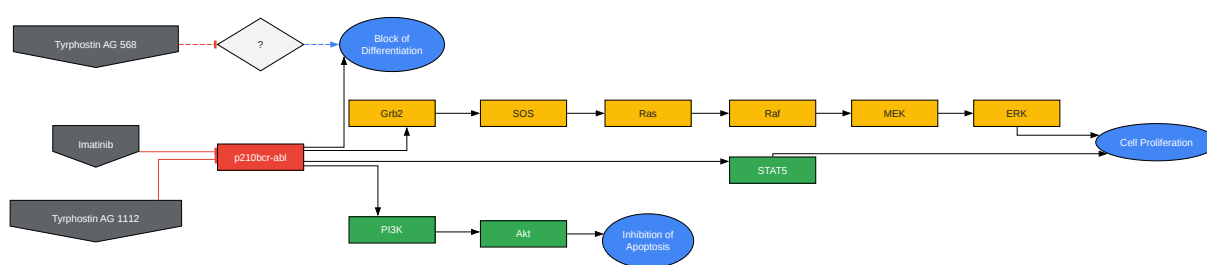 Tyrphostin AG 568
?
Block of
Differentiation
Grb2
SOS
Ras
Raf
MEK
ERK
Imatinib
p210bcr-abl
Cell Proliferation
STAT5
Tyrphostin AG 1112
PI3K
Akt
Inhibition of
Apoptosis